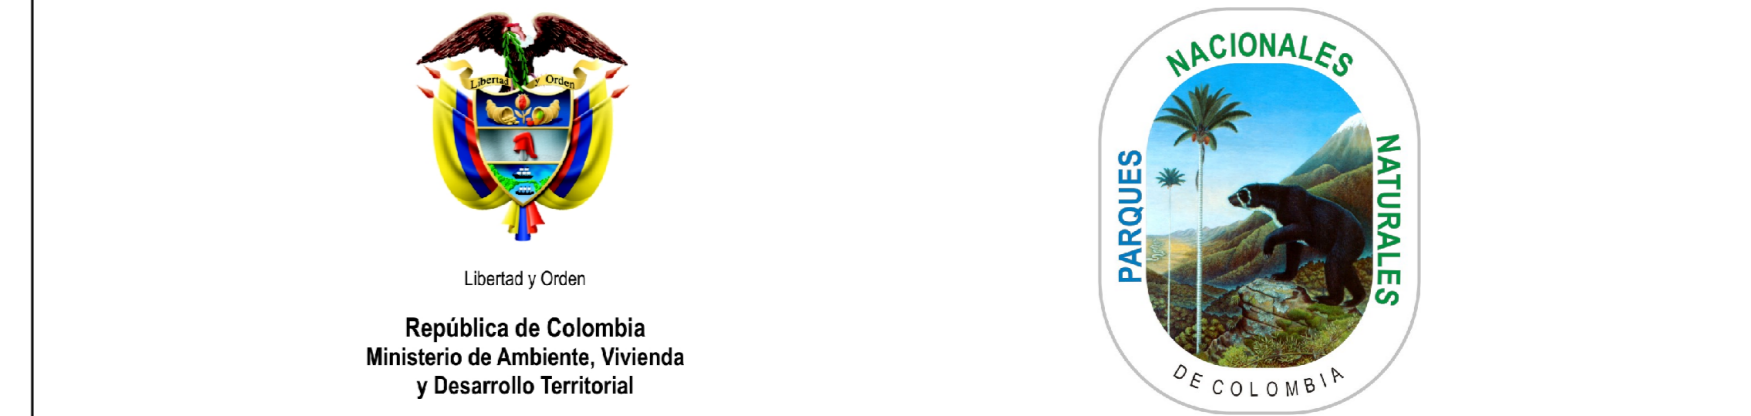 Libertad y Orden
Libertad y Orden
República de Colombia
Ministerio de Ambiente, Vivienda
y Desarrollo Territorial
PARQUES
NACIONALES
NATURALES
DE COLOMBIA